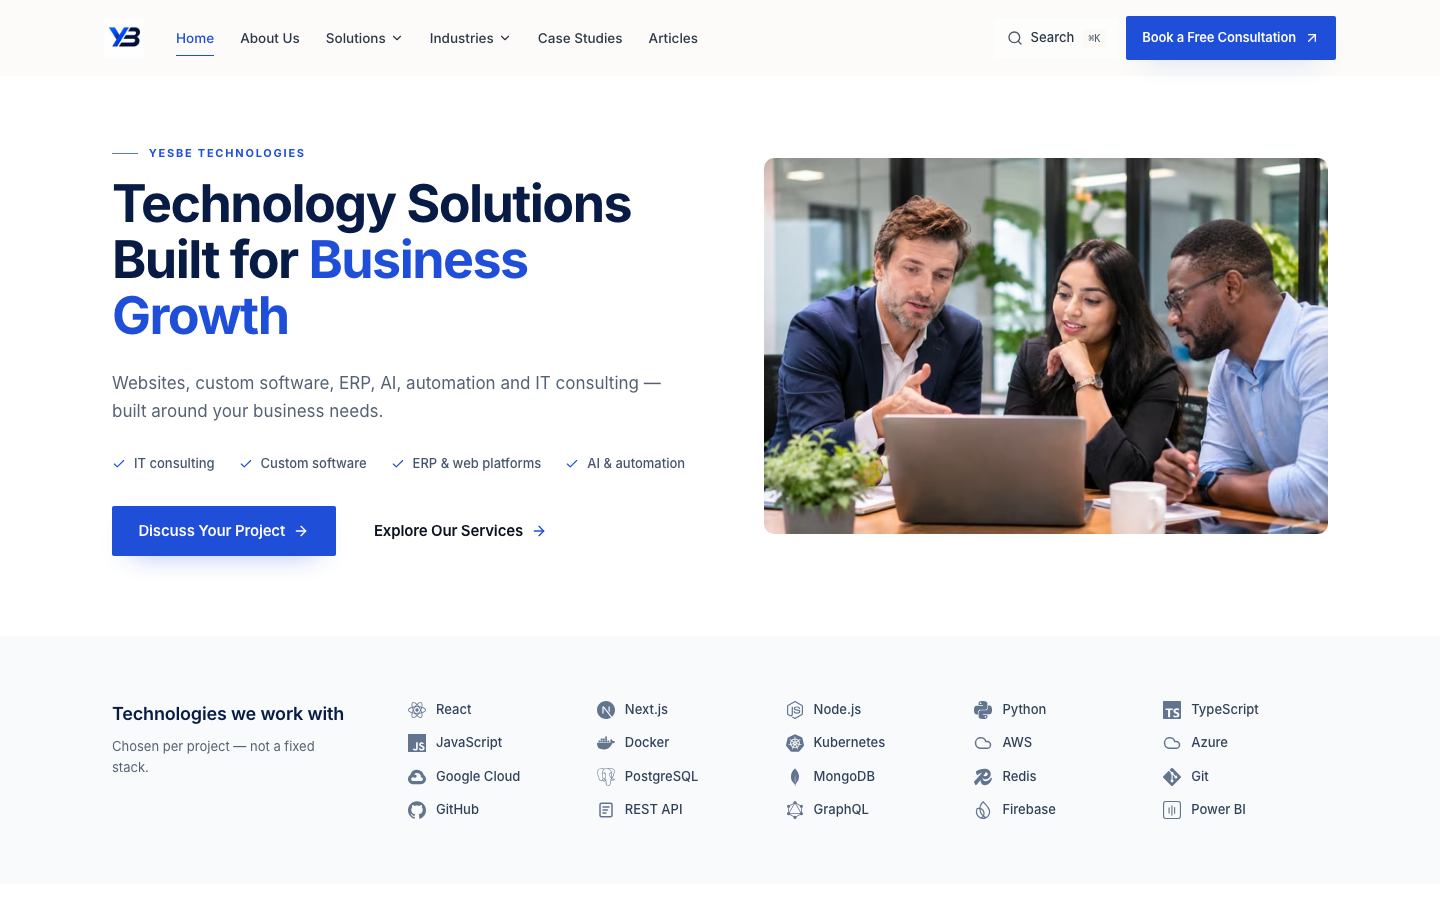 YB
Home
About Us
Solutions
Industries
Case Studies
Articles
Search
⌘K
Book a Free Consultation
YESBE TECHNOLOGIES
Technology Solutions
Built for Business
Growth
Websites, custom software, ERP, AI, automation and IT consulting —
built around your business needs.
IT consulting
Custom software
ERP & web platforms
AI & automation
Discuss Your Project
Explore Our Services
Technologies we work with
Chosen per project — not a fixed
stack.
React
Next.js
Node.js
Python
TS
TypeScript
JS
JavaScript
Docker
Kubernetes
AWS
Azure
Google Cloud
PostgreSQL
MongoDB
Redis
Git
GitHub
REST API
GraphQL
Firebase
Power BI